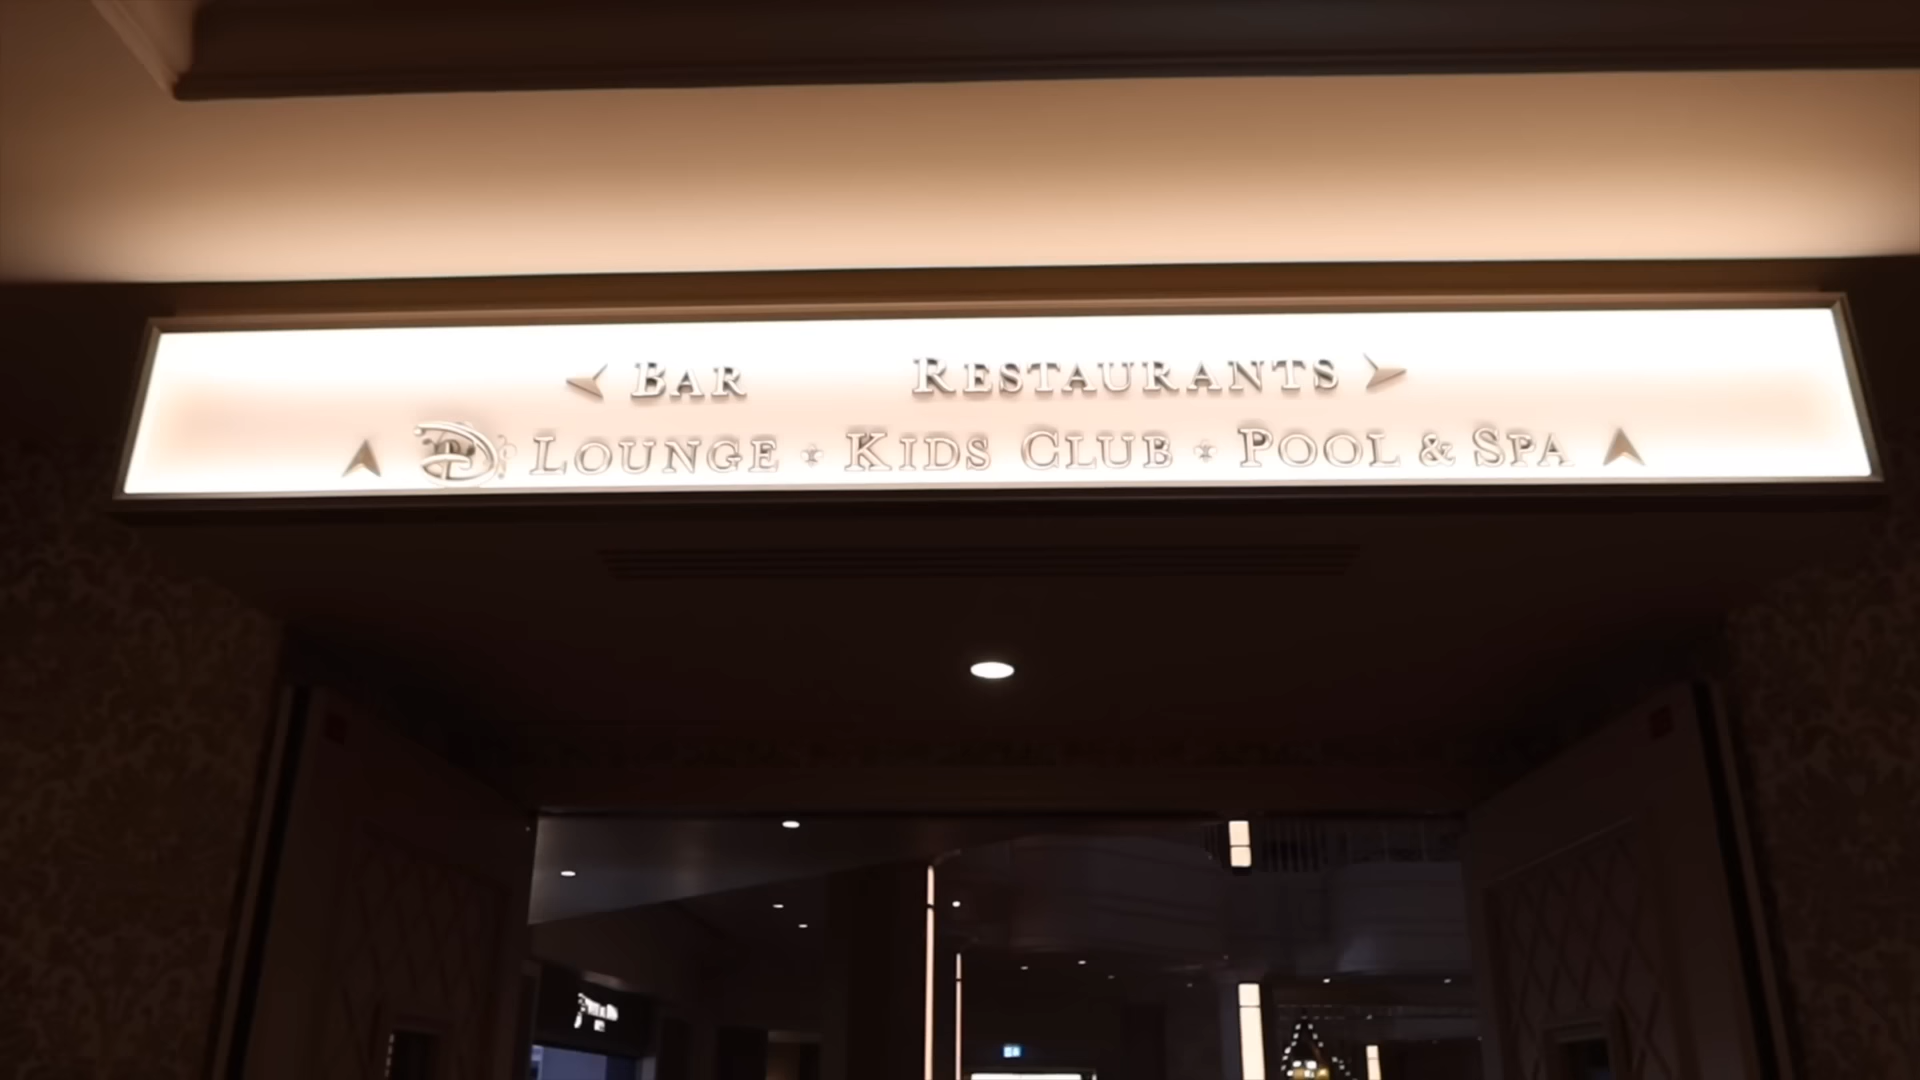 BAR RESTAURANTS
LOUNGE • KIDS CLUB • POOL & SPA